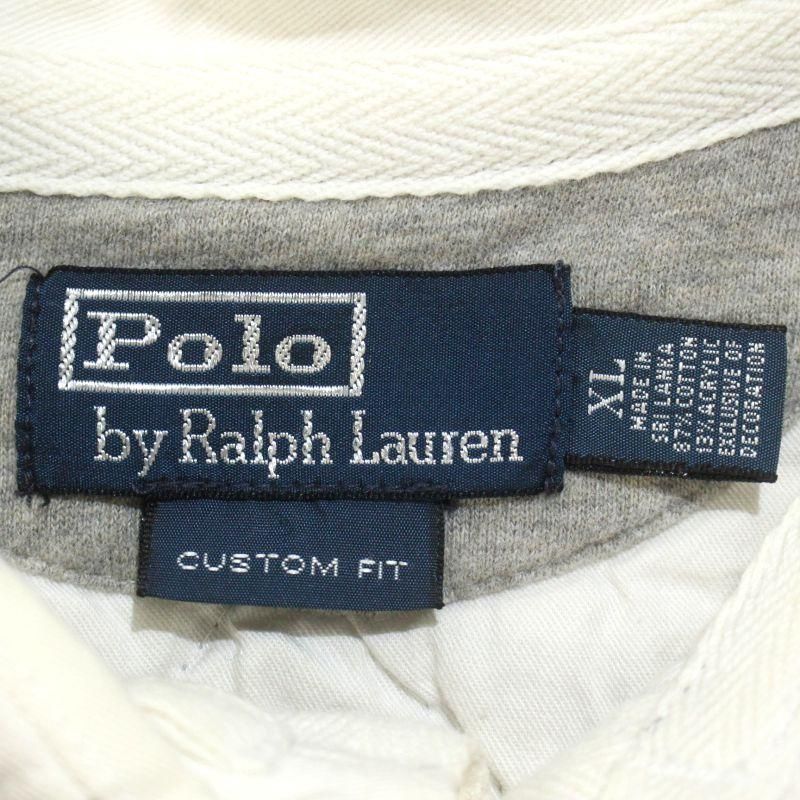 Polo
by Ralph Lauren
CUSTOM FIT
XL
MADE IN
SRI LANKA
87% COTTON
13% ACRYLIC
EXCLUSIVE OF
DECORATION